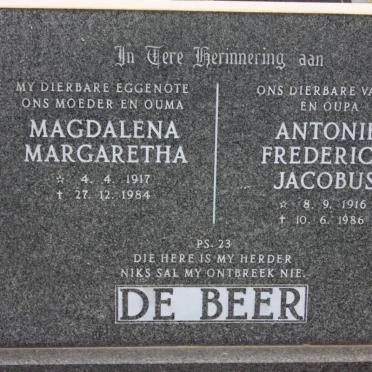 In Tere Herinnering aan
MY DIERBARE EGGENOTE
ONS MOEDER EN OUMA
MAGDALENA
MARGARETHA
☆ 4. 4. 1917
† 27. 12. 1984
ONS DIERBARE
EN OUPA
ANTONIE
FREDERIC
JACOBUS
☆ 8. 9. 1916
† 10. 6. 1986
PS. 23
DIE HERE IS MY HERDER
NIKS SAL MY ONTBREEK NIE.
DE BEER